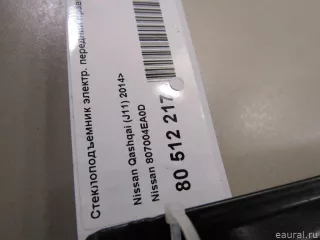 Стеклоподъемник электр. передний
Nissan Qashqai (J11) 2014>
Nissan 807004EA0D
80 512 217
eaural.ru